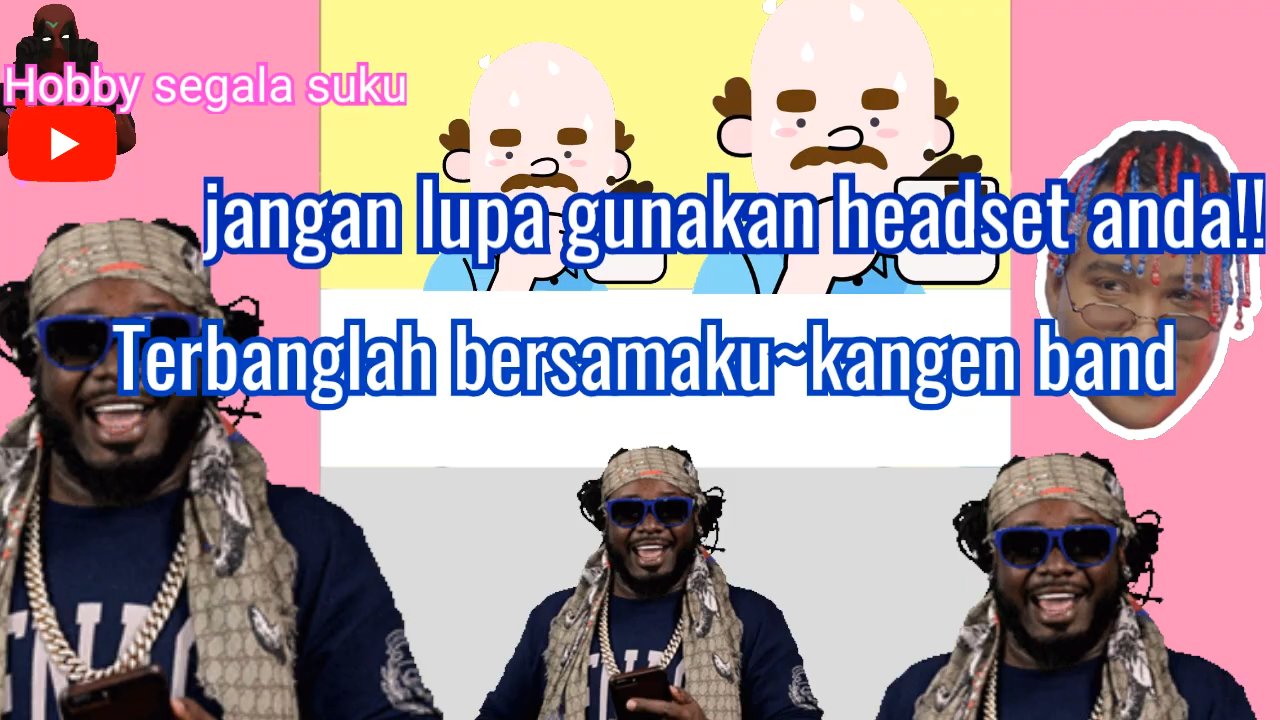 Hobby segala suku
jangan lupa gunakan headset anda!!
Terbanglah bersamaku~kangen band